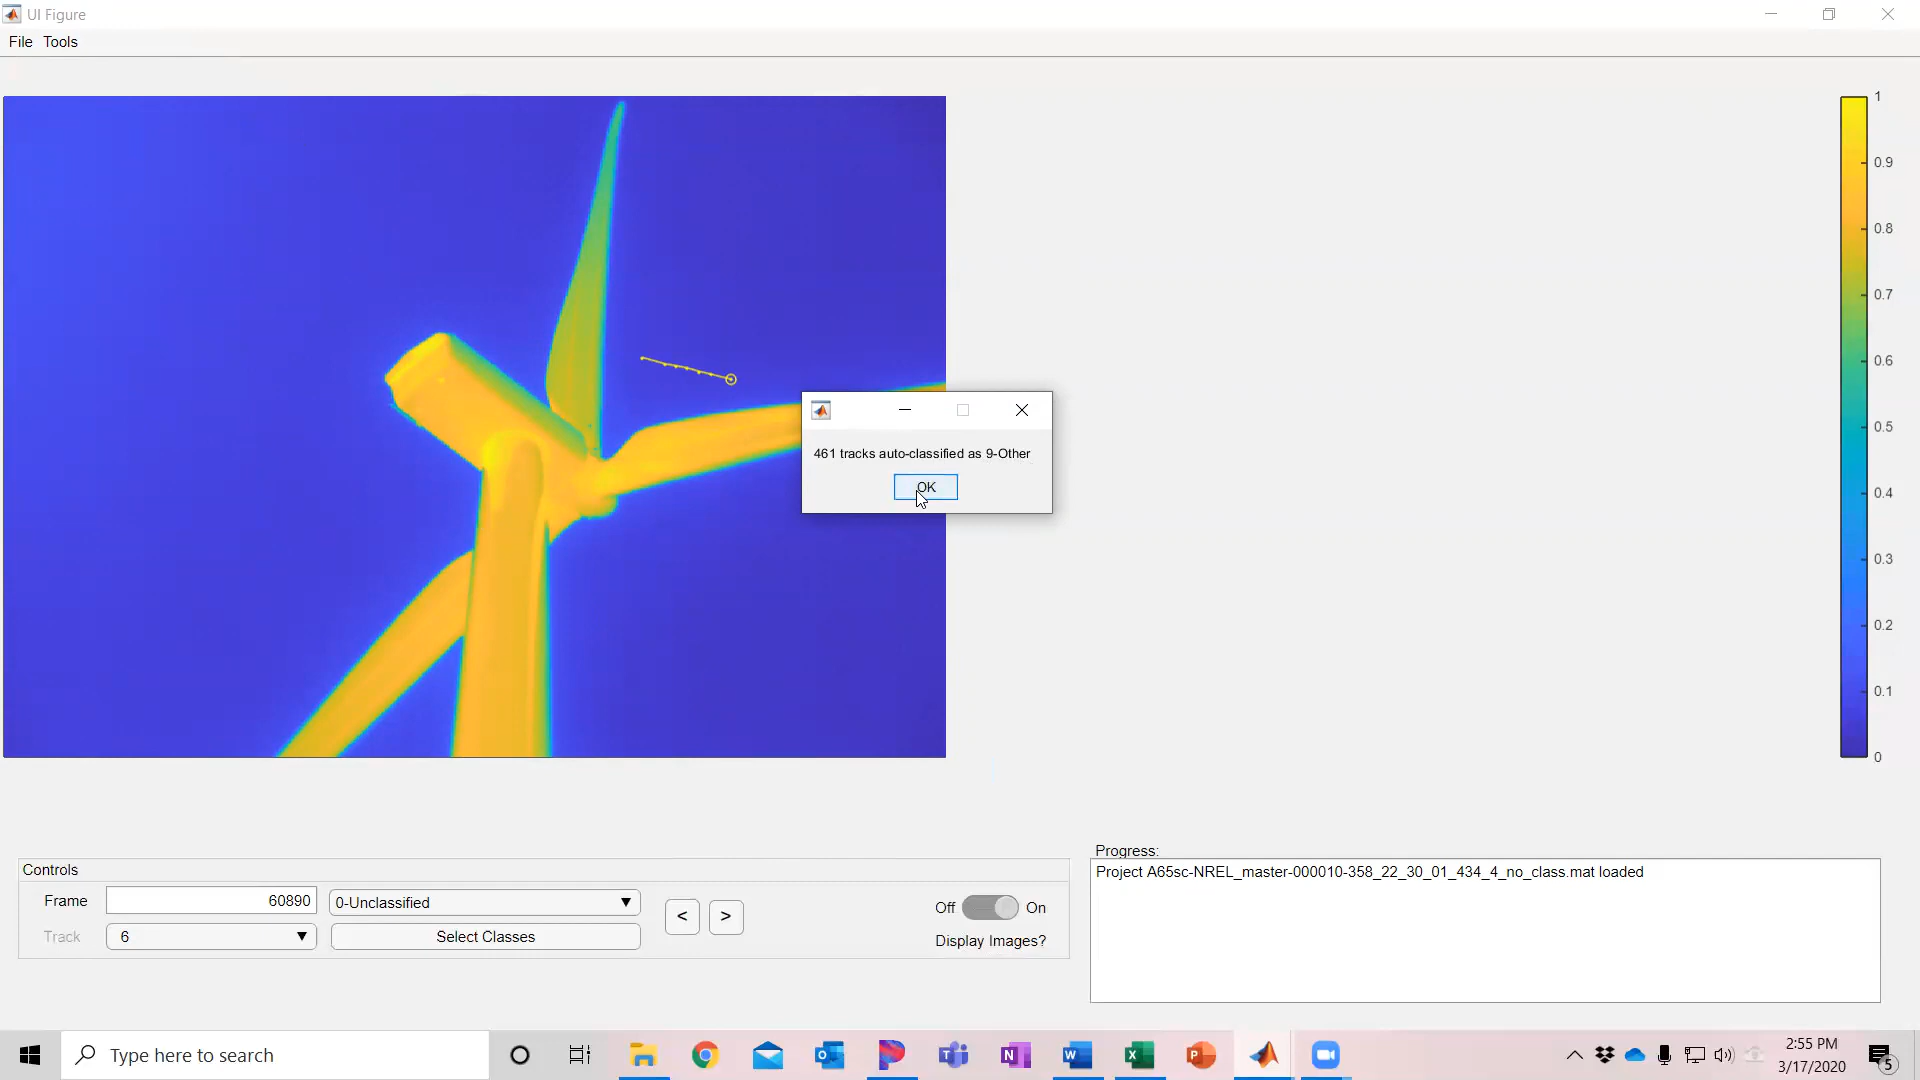 UI Figure
File Tools
1
0.9
0.8
0.7
0.6
0.5
0.4
0.3
0.2
0.1
0
461 tracks auto-classified as 9-Other
OK
Controls
Frame 60890 0-Unclassified
Track 6 Select Classes
< >
Off On
Display Images?
Progress:
Project A65sc-NREL_master-000010-358_22_30_01_434_4_no_class.mat loaded
Type here to search
2:55 PM
3/17/2020
5